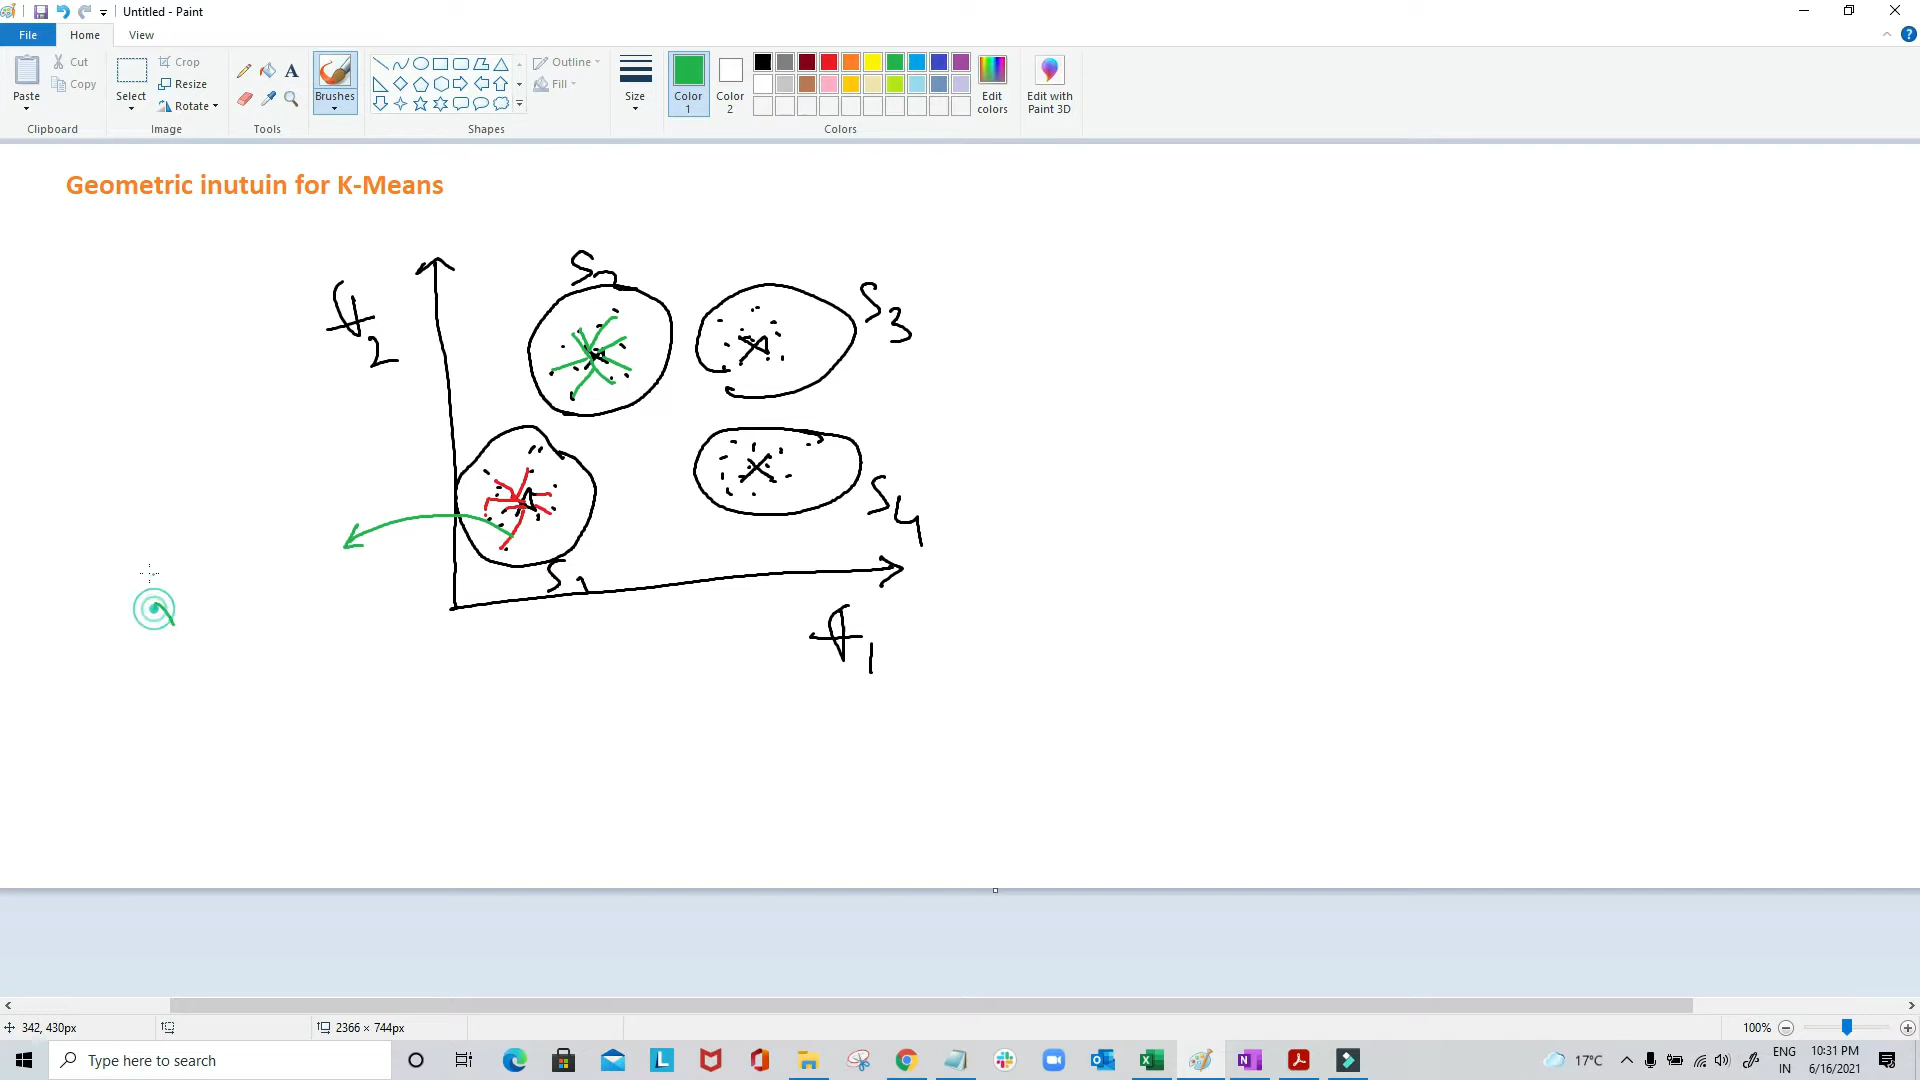 Untitled - Paint
File Home View
Paste
Cut
Copy
Clipboard
Select
Crop
Resize
Rotate
Image
Tools
Brushes
Shapes
Outline
Fill
Size
Color 1
Color 2
Colors
Edit colors
Edit with Paint 3D
Geometric inutuin for K-Means
f2
S2
S3
S1
S4
f1
342, 430px
2366 × 744px
100%
Type here to search
17°C
ENG
IN
10:31 PM
6/16/2021